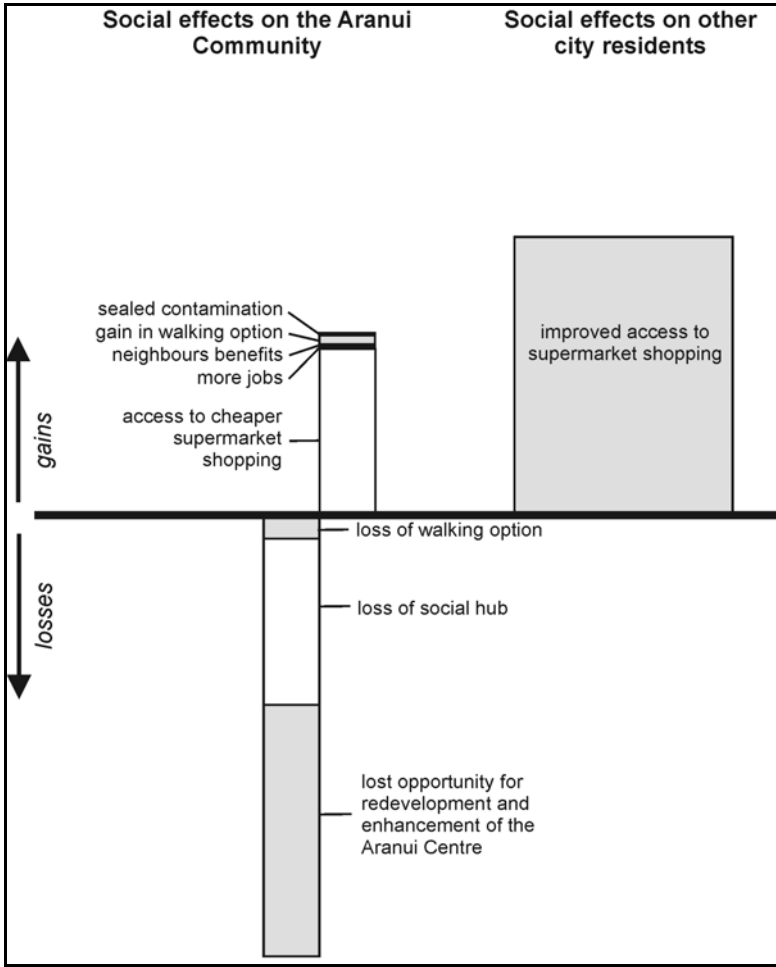 Social effects on the Aranui
Community
Social effects on other
city residents
sealed contamination
gain in walking option
neighbours benefits
more jobs
access to cheaper
supermarket
shopping
improved access to
supermarket shopping
gains
losses
loss of walking option
loss of social hub
lost opportunity for
redevelopment and
enhancement of the
Aranui Centre